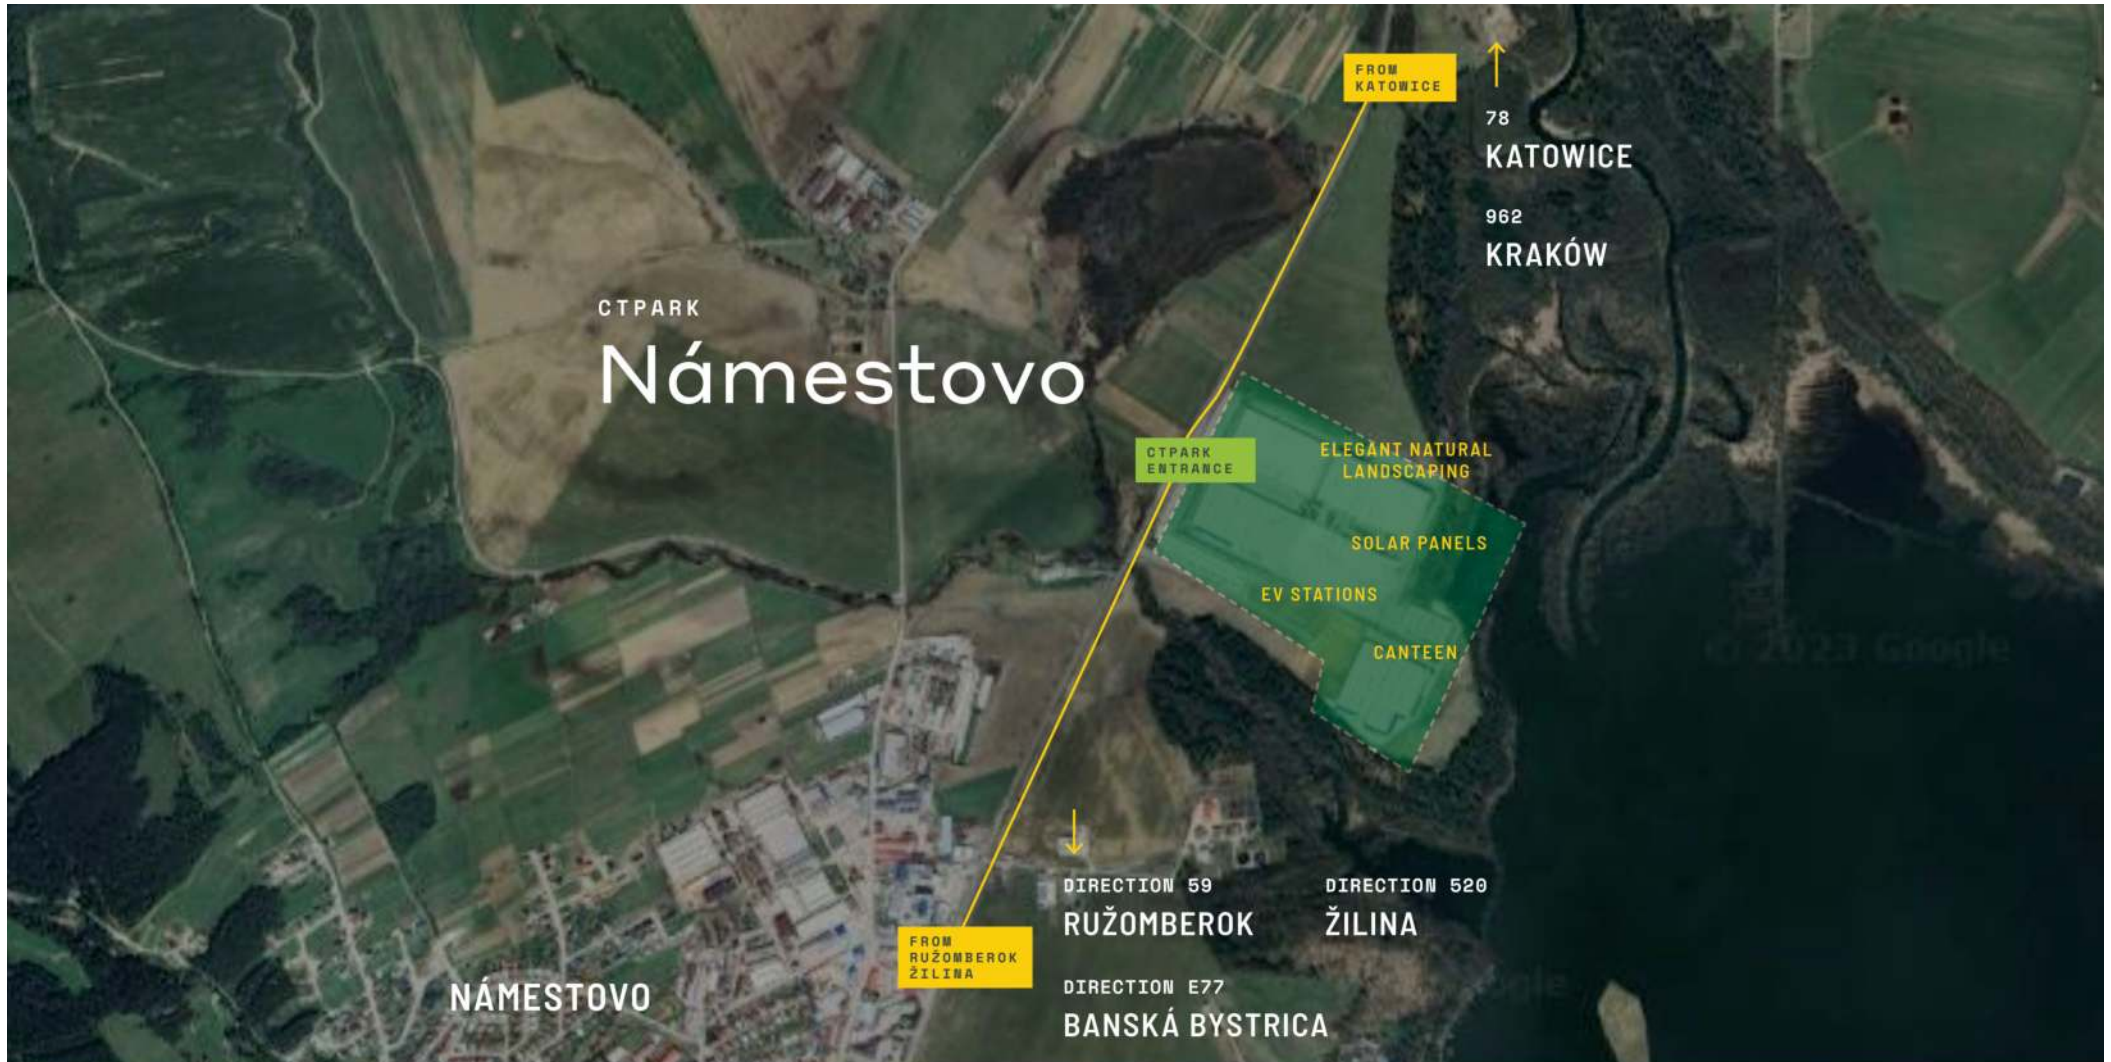 FROM
KATOWICE
78
KATOWICE
962
KRAKÓW
CTPARK
Námestovo
CTPARK
ENTRANCE
ELEGANT NATURAL
LANDSCAPING
SOLAR PANELS
EV STATIONS
CANTEEN
© 2023 Google
DIRECTION 59
RUŽOMBEROK
DIRECTION 520
ŽILINA
FROM
RUŽOMBEROK
ŽILINA
DIRECTION E77
BANSKÁ BYSTRICA
NÁMESTOVO